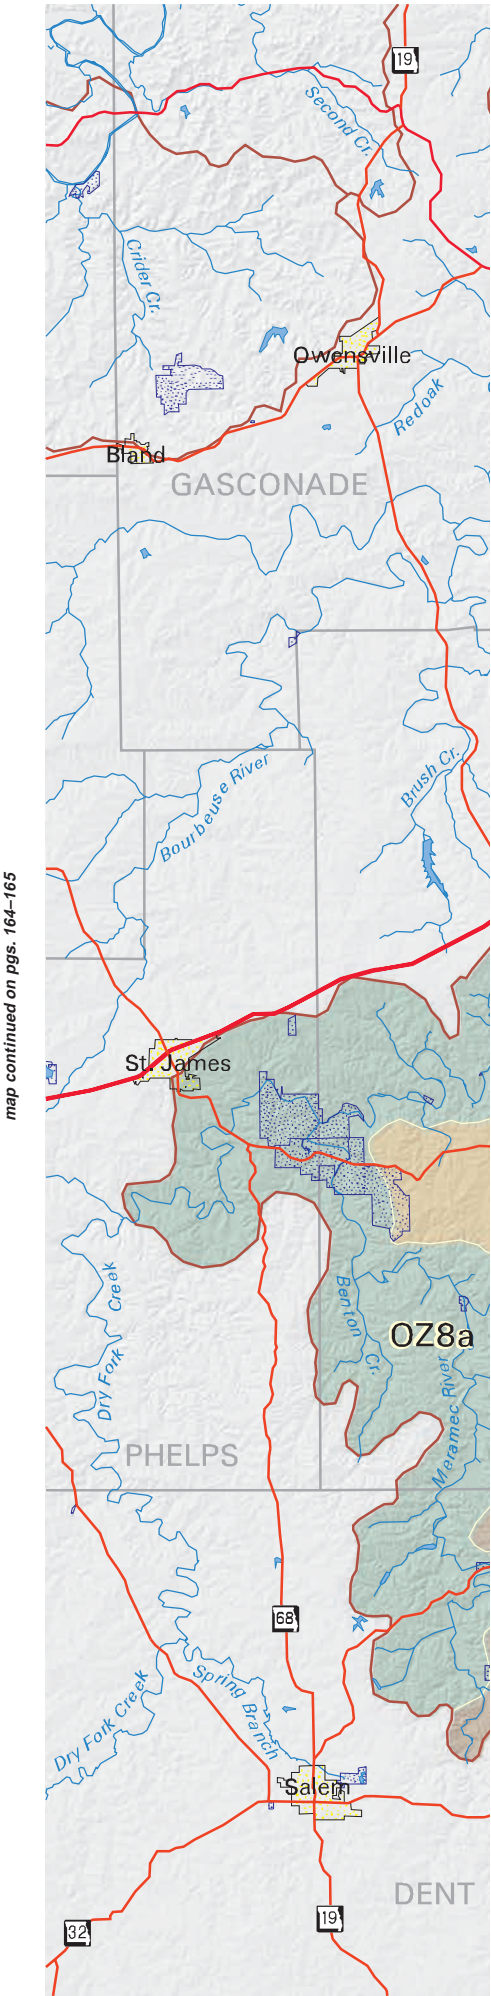 19
Second Cr.
Crider Cr.
Owensville
Redoak
Bland
GASCONADE
Bourbeuse River
Brush Cr.
map continued on pgs. 164–165
St. James
Dry Fork Creek
Benton Cr.
OZ8a
Meramec River
PHELPS
68
Dry Fork Creek
Spring Branch
Salem
DENT
32
19